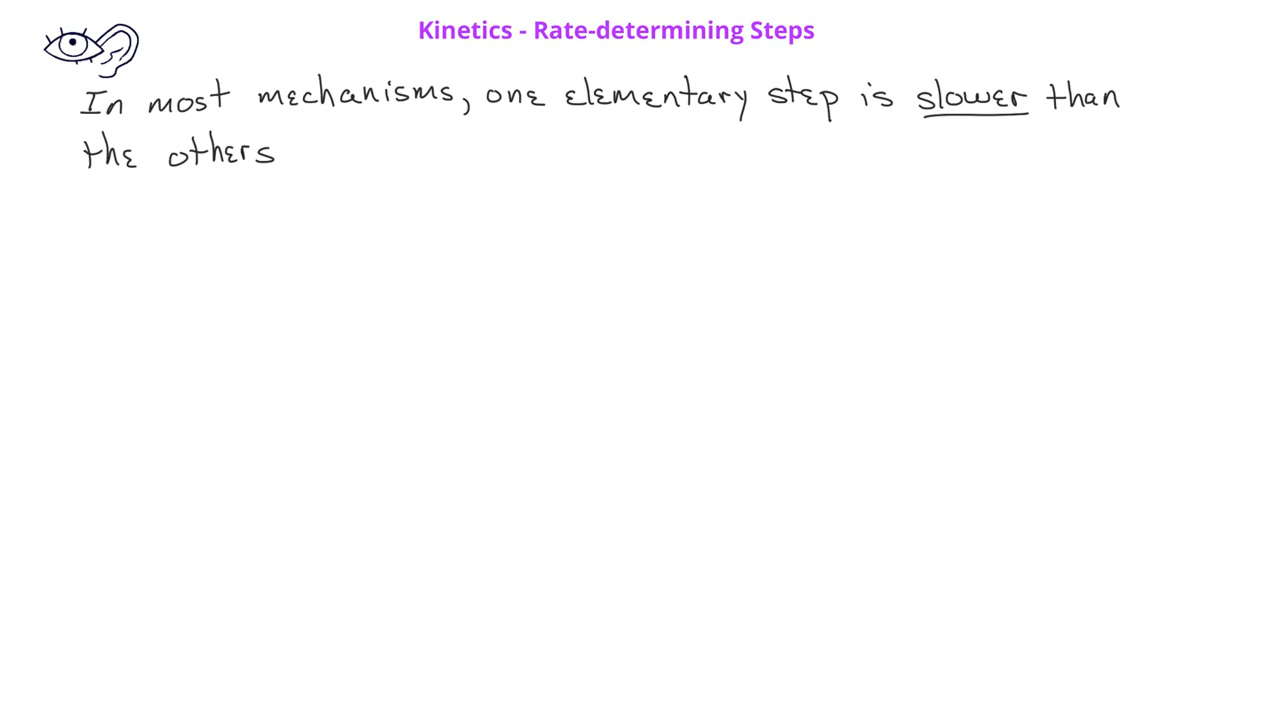 Kinetics - Rate-determining Steps
In most mechanisms, one elementary step is slower than
the others